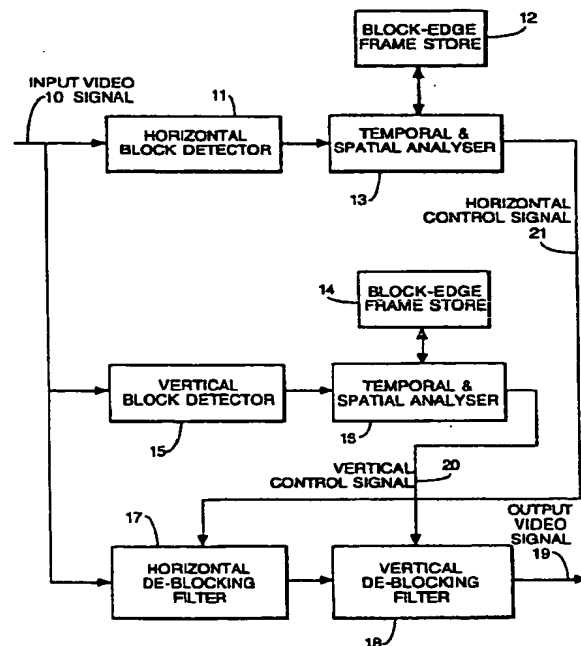 BLOCK-EDGE
FRAME STORE
12
INPUT VIDEO
10 SIGNAL
11
HORIZONTAL
BLOCK DETECTOR
TEMPORAL &
SPATIAL ANALYSER
13
HORIZONTAL
CONTROL SIGNAL
21
14
BLOCK-EDGE
FRAME STORE
VERTICAL
BLOCK DETECTOR
15
TEMPORAL &
SPATIAL ANALYSER
16
VERTICAL
CONTROL SIGNAL
20
17
HORIZONTAL
DE-BLOCKING
FILTER
VERTICAL
DE-BLOCKING
FILTER
18
OUTPUT
VIDEO
SIGNAL
19